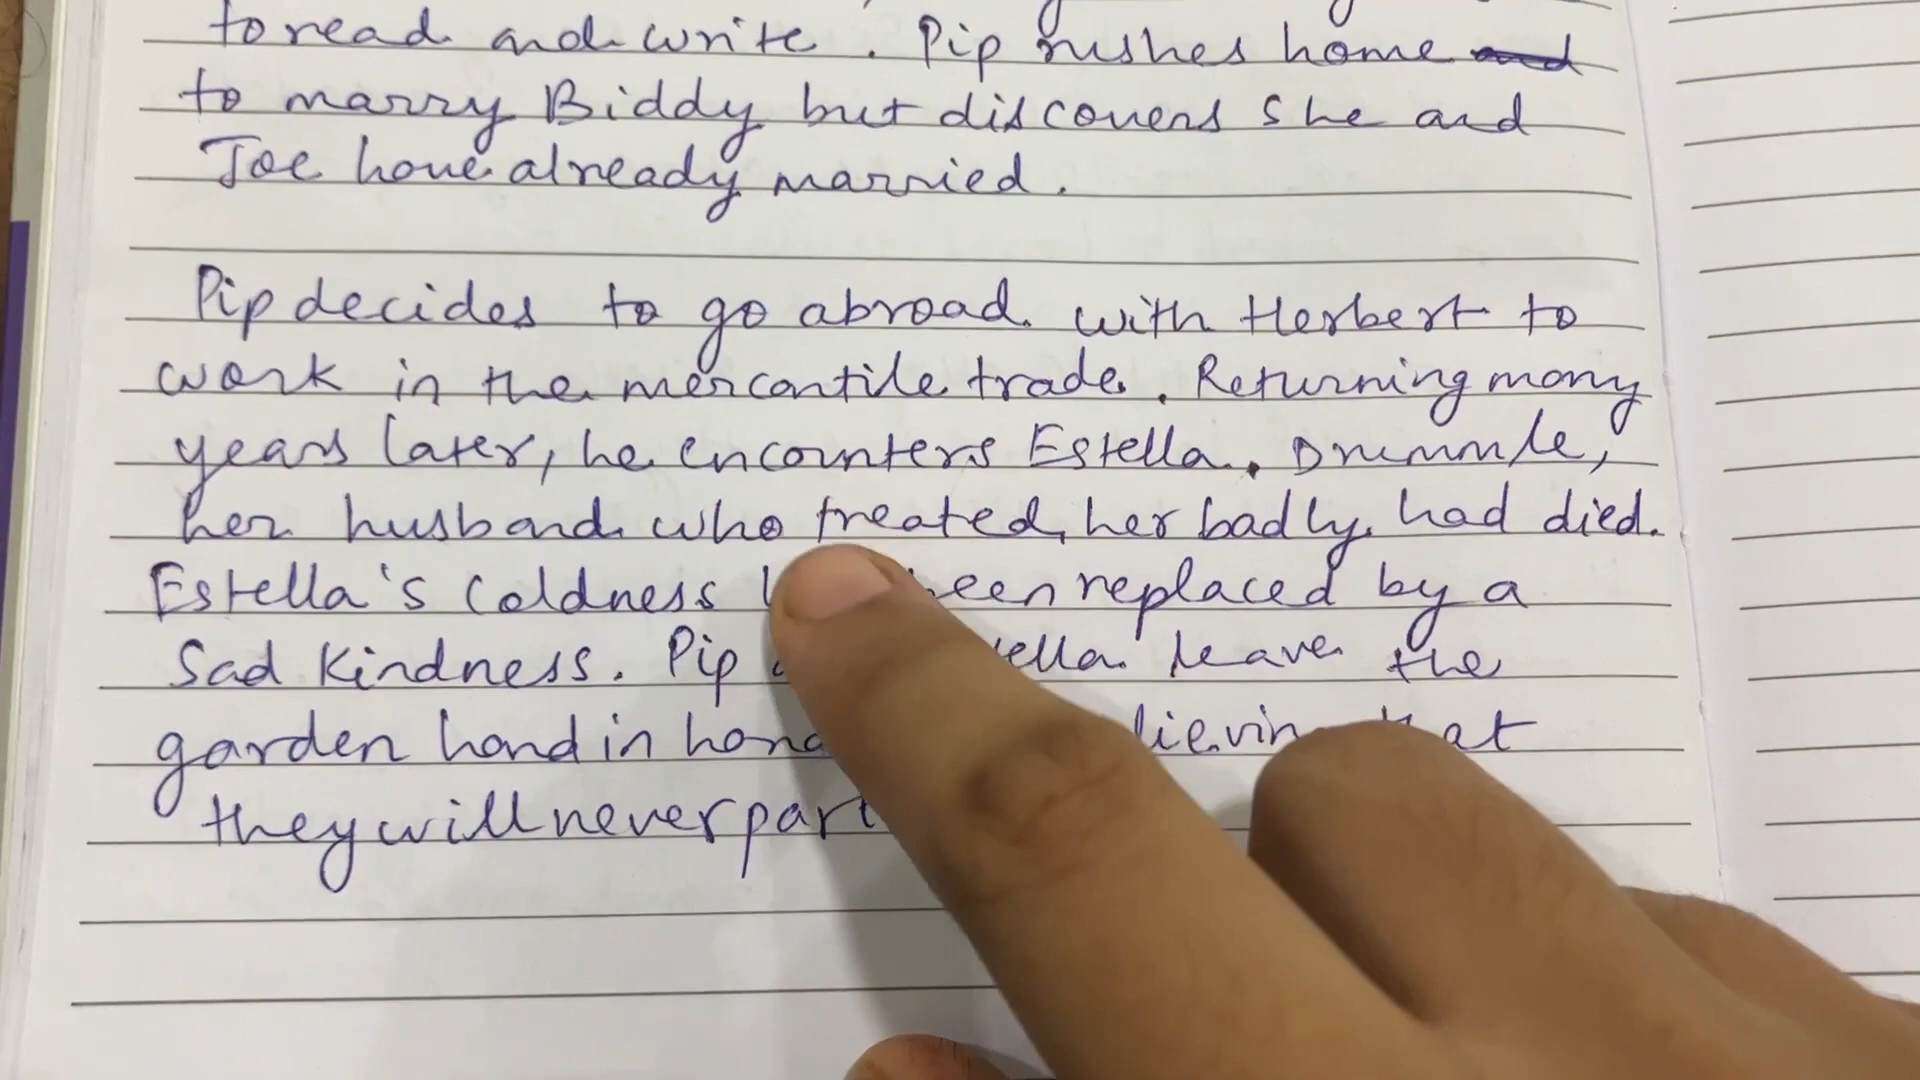 to read and write. Pip rushes home
to marry Biddy but discovers she and
Joe have already married.
Pip decides to go abroad with Herbert to
work in the mercantile trade. Returning many
years later, he encounters Estella. Drummle,
her husband who treated her badly had died.
Estella's Coldness replaced by a
Sad Kindness. Pip leave the
garden hand in
they will never part